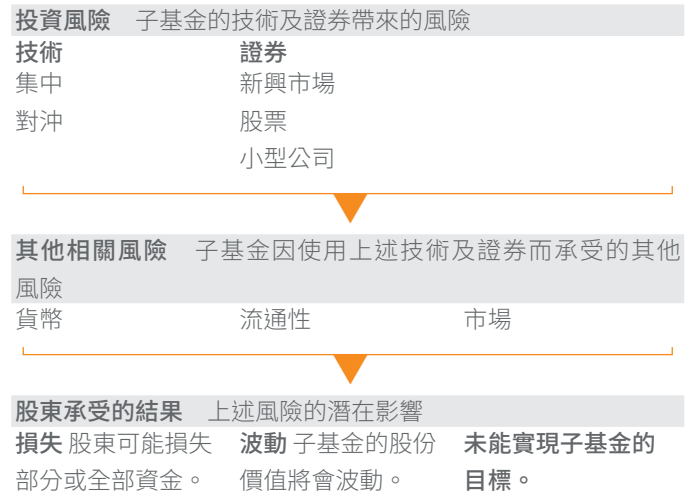 投資風險 子基金的技術及證券帶來的風險
技術 證券
集中 新興市場
對沖 股票
小型公司
其他相關風險 子基金因使用上述技術及證券而承受的其他
風險
貨幣 流通性 市場
股東承受的結果 上述風險的潛在影響
損失 股東可能損失 波動 子基金的股份 未能實現子基金的
部分或全部資金。 價值將會波動。 目標。